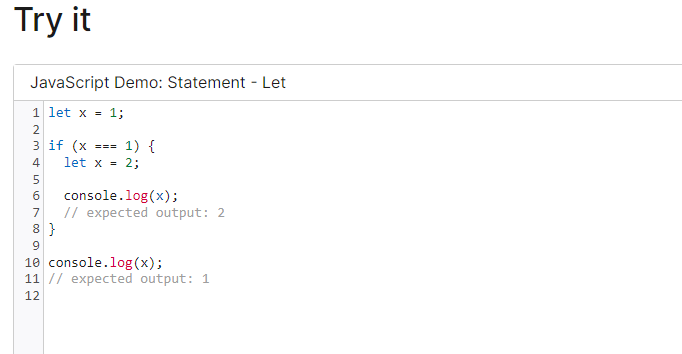 Try it
JavaScript Demo: Statement - Let
1 let x = 1;
2
3 if (x === 1) {
4   let x = 2;
5
6   console.log(x);
7   // expected output: 2
8 }
9
10 console.log(x);
11 // expected output: 1
12